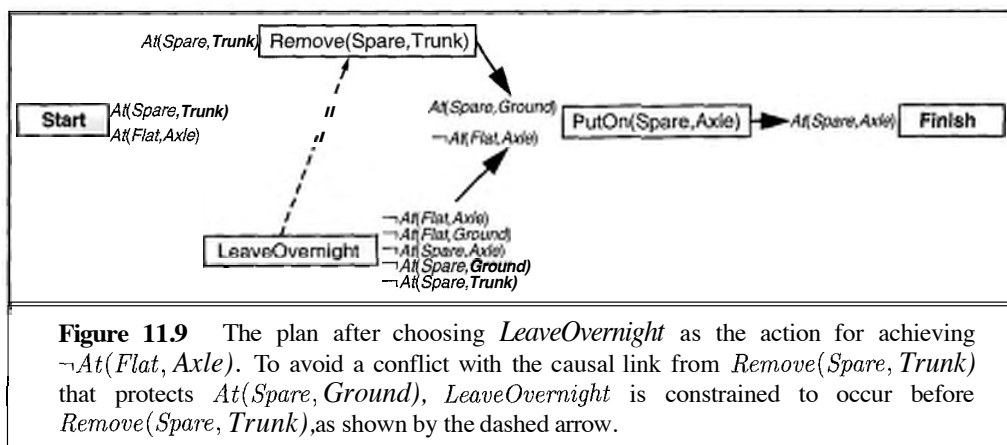 At(Spare,Trunk) Remove(Spare,Trunk)
Start
At(Spare,Trunk)
At(Flat,Axle)
At(Spare,Ground)
¬At(Flat,Axle)
PutOn(Spare,Axle)
At(Spare,Axle)
Finish
LeaveOvernight
¬At(Flat,Axle)
¬At(Flat,Ground)
¬At(Spare,Axle)
¬At(Spare,Ground)
¬At(Spare,Trunk)
Figure 11.9 The plan after choosing LeaveOvernight as the action for achieving
¬At(Flat, Axle). To avoid a conflict with the causal link from Remove(Spare, Trunk)
that protects At(Spare, Ground), LeaveOvernight is constrained to occur before
Remove(Spare, Trunk),as shown by the dashed arrow.